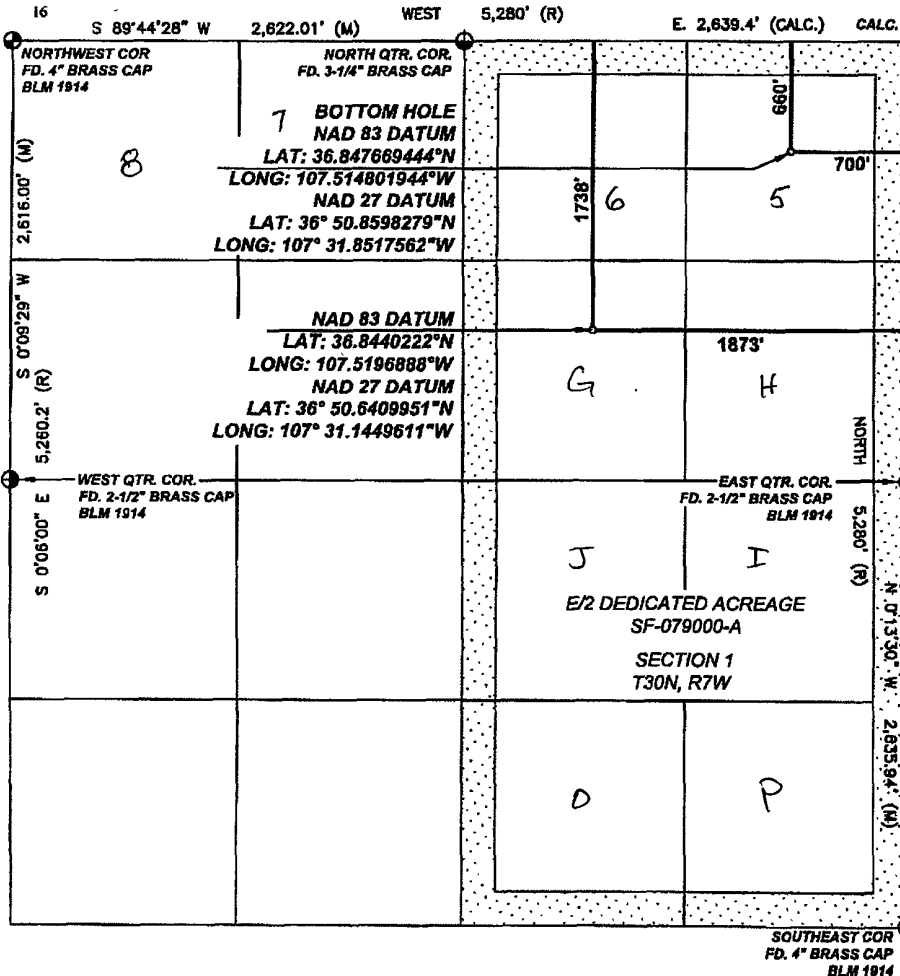 16
S 89°44'28" W 2,622.01' (M) WEST 5,280' (R) E. 2,639.4' (CALC.) CALC.
NORTHWEST COR
FD. 4" BRASS CAP
BLM 1914
NORTH QTR. COR.
FD. 3-1/4" BRASS CAP
7
8
BOTTOM HOLE
NAD 83 DATUM
LAT: 36.847669444°N
LONG: 107.514801944°W
NAD 27 DATUM
LAT: 36° 50.8598279"N
LONG: 107° 31.8517562"W
660'
700'
1738'
6
5
2,616.00' (M)
S 0°09'29" W
NAD 83 DATUM
LAT: 36.8440222°N
LONG: 107.5196888°W
NAD 27 DATUM
LAT: 36° 50.6409951"N
LONG: 107° 31.1449611"W
1873'
G
H
S 0°06'00" E 5,260.2' (R)
WEST QTR. COR.
FD. 2-1/2" BRASS CAP
BLM 1914
NORTH 5,280' (R)
EAST QTR. COR.
FD. 2-1/2" BRASS CAP
BLM 1914
J
I
E/2 DEDICATED ACREAGE
SF-079000-A
SECTION 1
T30N, R7W
N 0°13'30" W 2,635.94' (M)
O
P
SOUTHEAST COR
FD. 4" BRASS CAP
BLM 1914